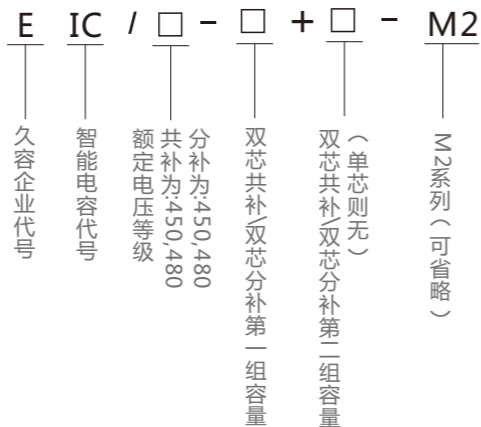 E IC / □ - □ + □ - M2
久容企业代号
智能电容代号
额定电压等级
共补为:450,480
分补为:450,480
双芯共补\双芯分补第一组容量
双芯共补\双芯分补第二组容量
（单芯则无）
M2系列（可省略）